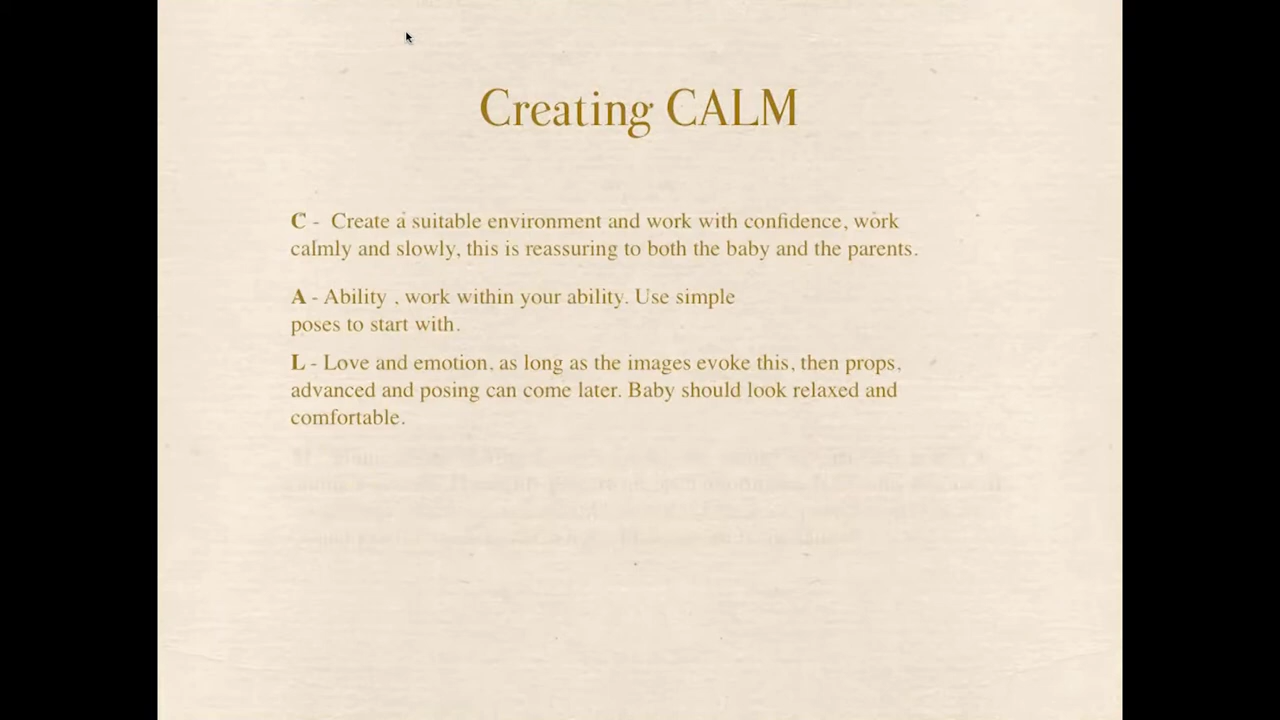 Creating CALM
C -  Create a suitable environment and work with confidence, work
calmly and slowly, this is reassuring to both the baby and the parents.
A - Ability , work within your ability. Use simple
poses to start with.
L - Love and emotion, as long as the images evoke this, then props,
advanced and posing can come later. Baby should look relaxed and
comfortable.